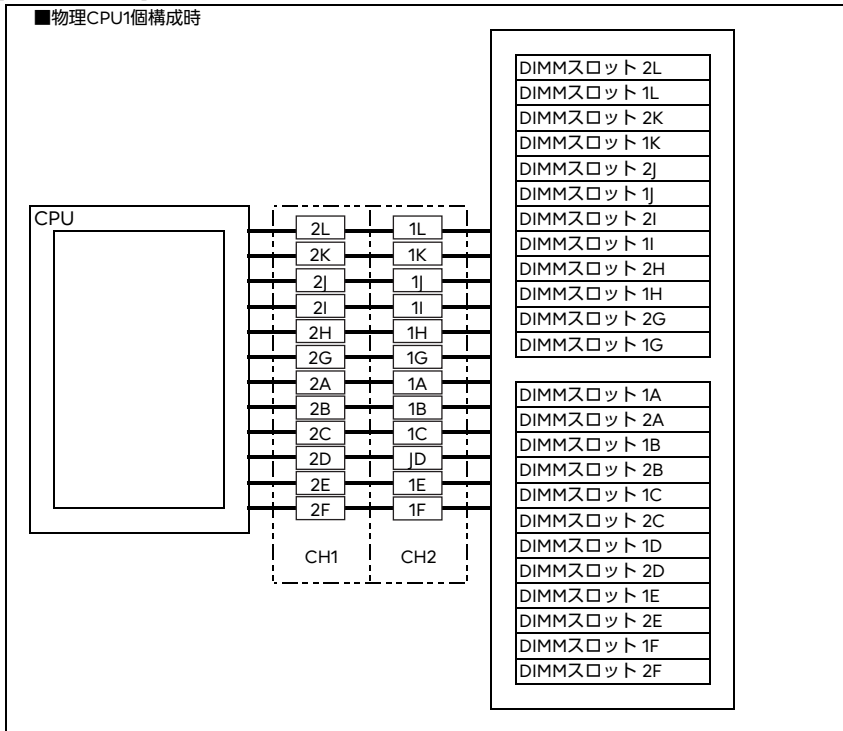 ■物理CPU1個構成時
CPU
2L 1L
2K 1K
2J 1J
2I 1I
2H 1H
2G 1G
2A 1A
2B 1B
2C 1C
2D JD
2E 1E
2F 1F
CH1 CH2
DIMMスロット 2L
DIMMスロット 1L
DIMMスロット 2K
DIMMスロット 1K
DIMMスロット 2J
DIMMスロット 1J
DIMMスロット 2I
DIMMスロット 1I
DIMMスロット 2H
DIMMスロット 1H
DIMMスロット 2G
DIMMスロット 1G
DIMMスロット 1A
DIMMスロット 2A
DIMMスロット 1B
DIMMスロット 2B
DIMMスロット 1C
DIMMスロット 2C
DIMMスロット 1D
DIMMスロット 2D
DIMMスロット 1E
DIMMスロット 2E
DIMMスロット 1F
DIMMスロット 2F